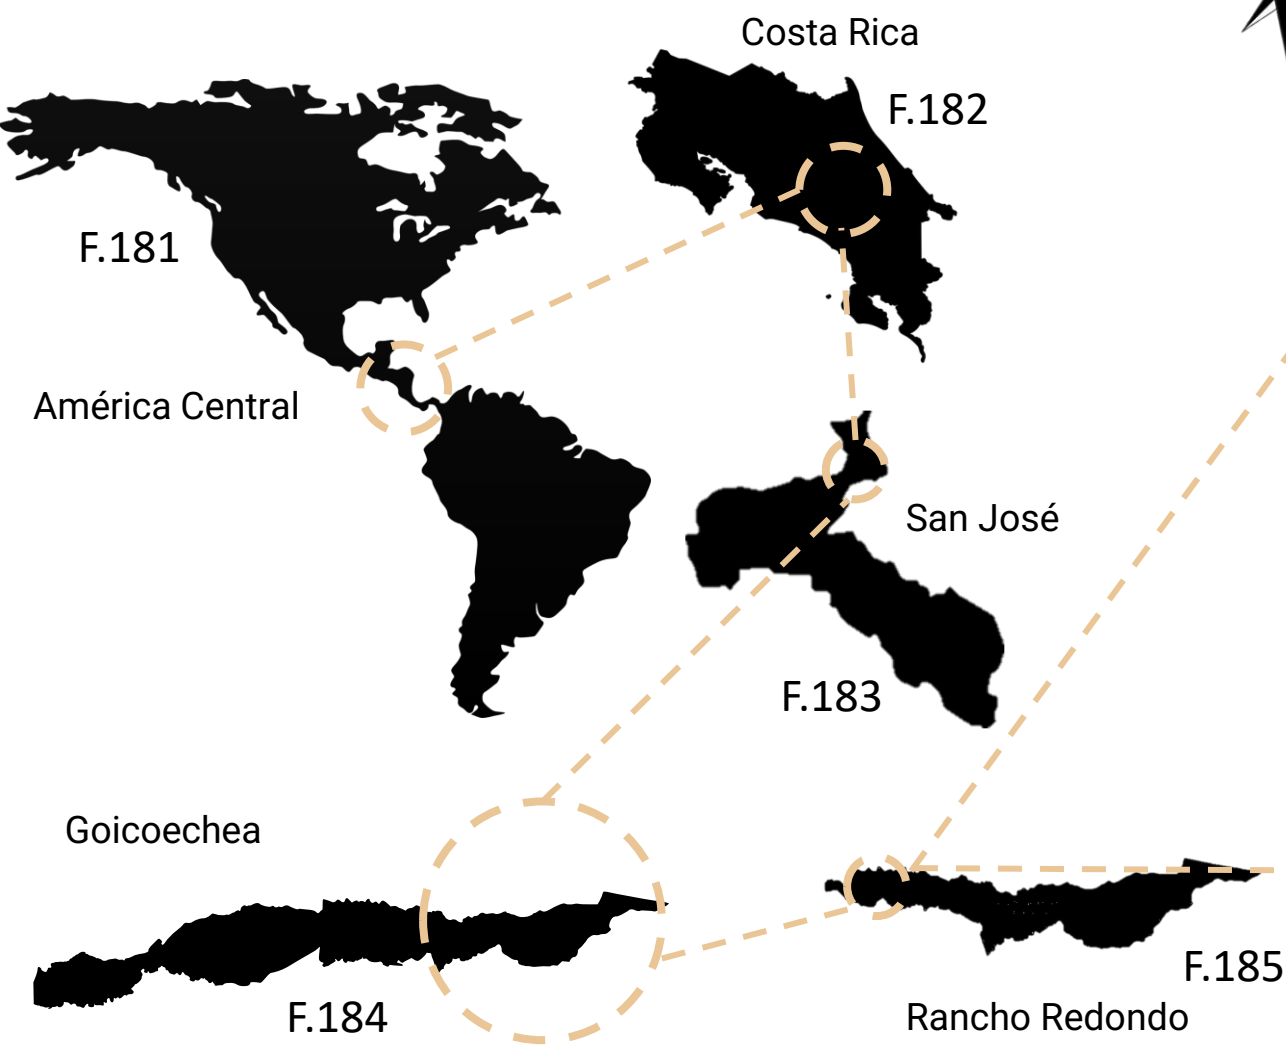 Costa Rica
F.182
F.181
América Central
San José
F.183
Goicoechea
F.184
F.185
Rancho Redondo